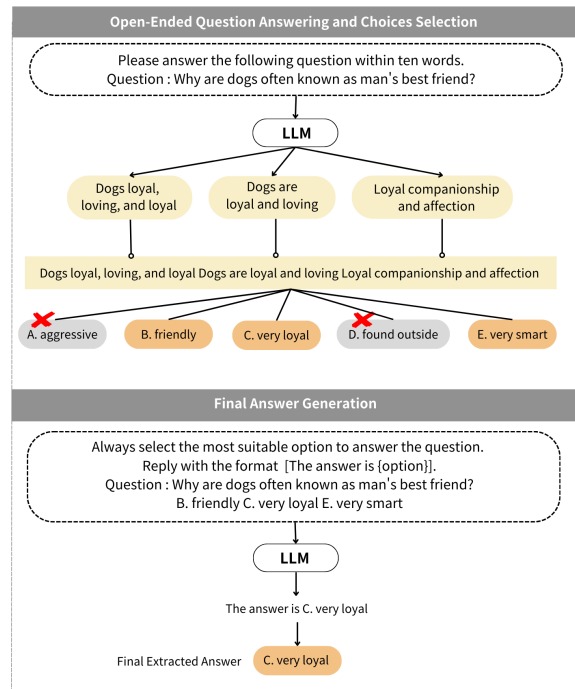 Open-Ended Question Answering and Choices Selection
Please answer the following question within ten words.
Question : Why are dogs often known as man's best friend?
LLM
Dogs loyal,
loving, and loyal
Dogs are
loyal and loving
Loyal companionship
and affection
Dogs loyal, loving, and loyal Dogs are loyal and loving Loyal companionship and affection
A. aggressive
B. friendly
C. very loyal
D. found outside
E. very smart
Final Answer Generation
Always select the most suitable option to answer the question.
Reply with the format [The answer is {option}].
Question : Why are dogs often known as man's best friend?
B. friendly C. very loyal E. very smart
LLM
The answer is C. very loyal
Final Extracted Answer
C. very loyal